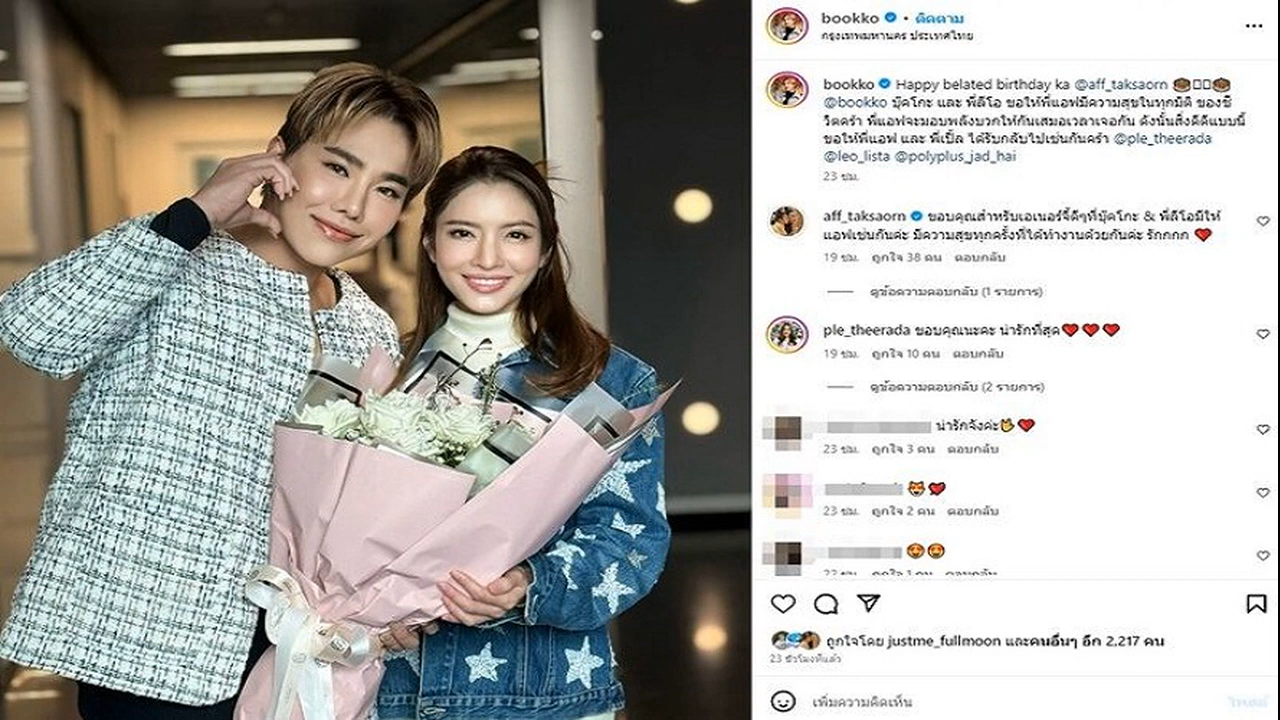 bookko • ติดตาม
กรุงเทพมหานคร ประเทศไทย
bookko Happy belated birthday ka @aff_taksaorn
@bookko บุ๊คโกะ และ พี่ลีโอ ขอให้พี่แอฟมีความสุขในทุกมิติ ของชี
วิตคร้า พี่แอฟจะมอบพลังบวกให้กันเสมอเวลาเจอกัน ดังนั้นสิ่งดีดีแบบนี้
ขอให้พี่แอฟ และ พี่เปิ้ล ได้รับกลับไปเช่นกันคร้า @ple_theerada
@leo_lista @polyplus_jad_hai
23 ชม.
aff_taksaorn ขอบคุณสำหรับเอเนอร์จี้ดีๆที่บุ๊คโกะ & พี่ลีโอมีให้
แอฟเช่นกันค่ะ มีความสุขทุกครั้งที่ได้ทำงานด้วยกันค่ะ รักกกก ❤️
19 ชม. ถูกใจ 38 คน ตอบกลับ
ดูข้อความตอบกลับ (1 รายการ)
ple_theerada ขอบคุณนะคะ น่ารักที่สุด❤️❤️❤️
19 ชม. ถูกใจ 10 คน ตอบกลับ
ดูข้อความตอบกลับ (2 รายการ)
น่ารักจังค่ะ
23 ชม. ถูกใจ 3 คน ตอบกลับ
23 ชม. ถูกใจ 2 คน ตอบกลับ
22 ชม. ถูกใจ 1 คน ตอบกลับ
ถูกใจโดย justme_fullmoon และคนอื่นๆ อีก 2,217 คน
23 ชั่วโมงที่แล้ว
เพิ่มความคิดเห็น
โพสต์